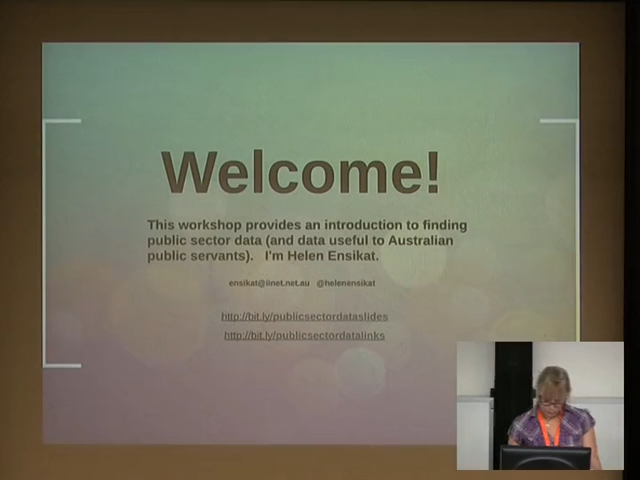 Welcome!
This workshop provides an introduction to finding
public sector data (and data useful to Australian
public servants).   I'm Helen Ensikat.
ensikat@iinet.net.au   @helenensikat
http://bit.ly/publicsectordataslides
http://bit.ly/publicsectordatalinks